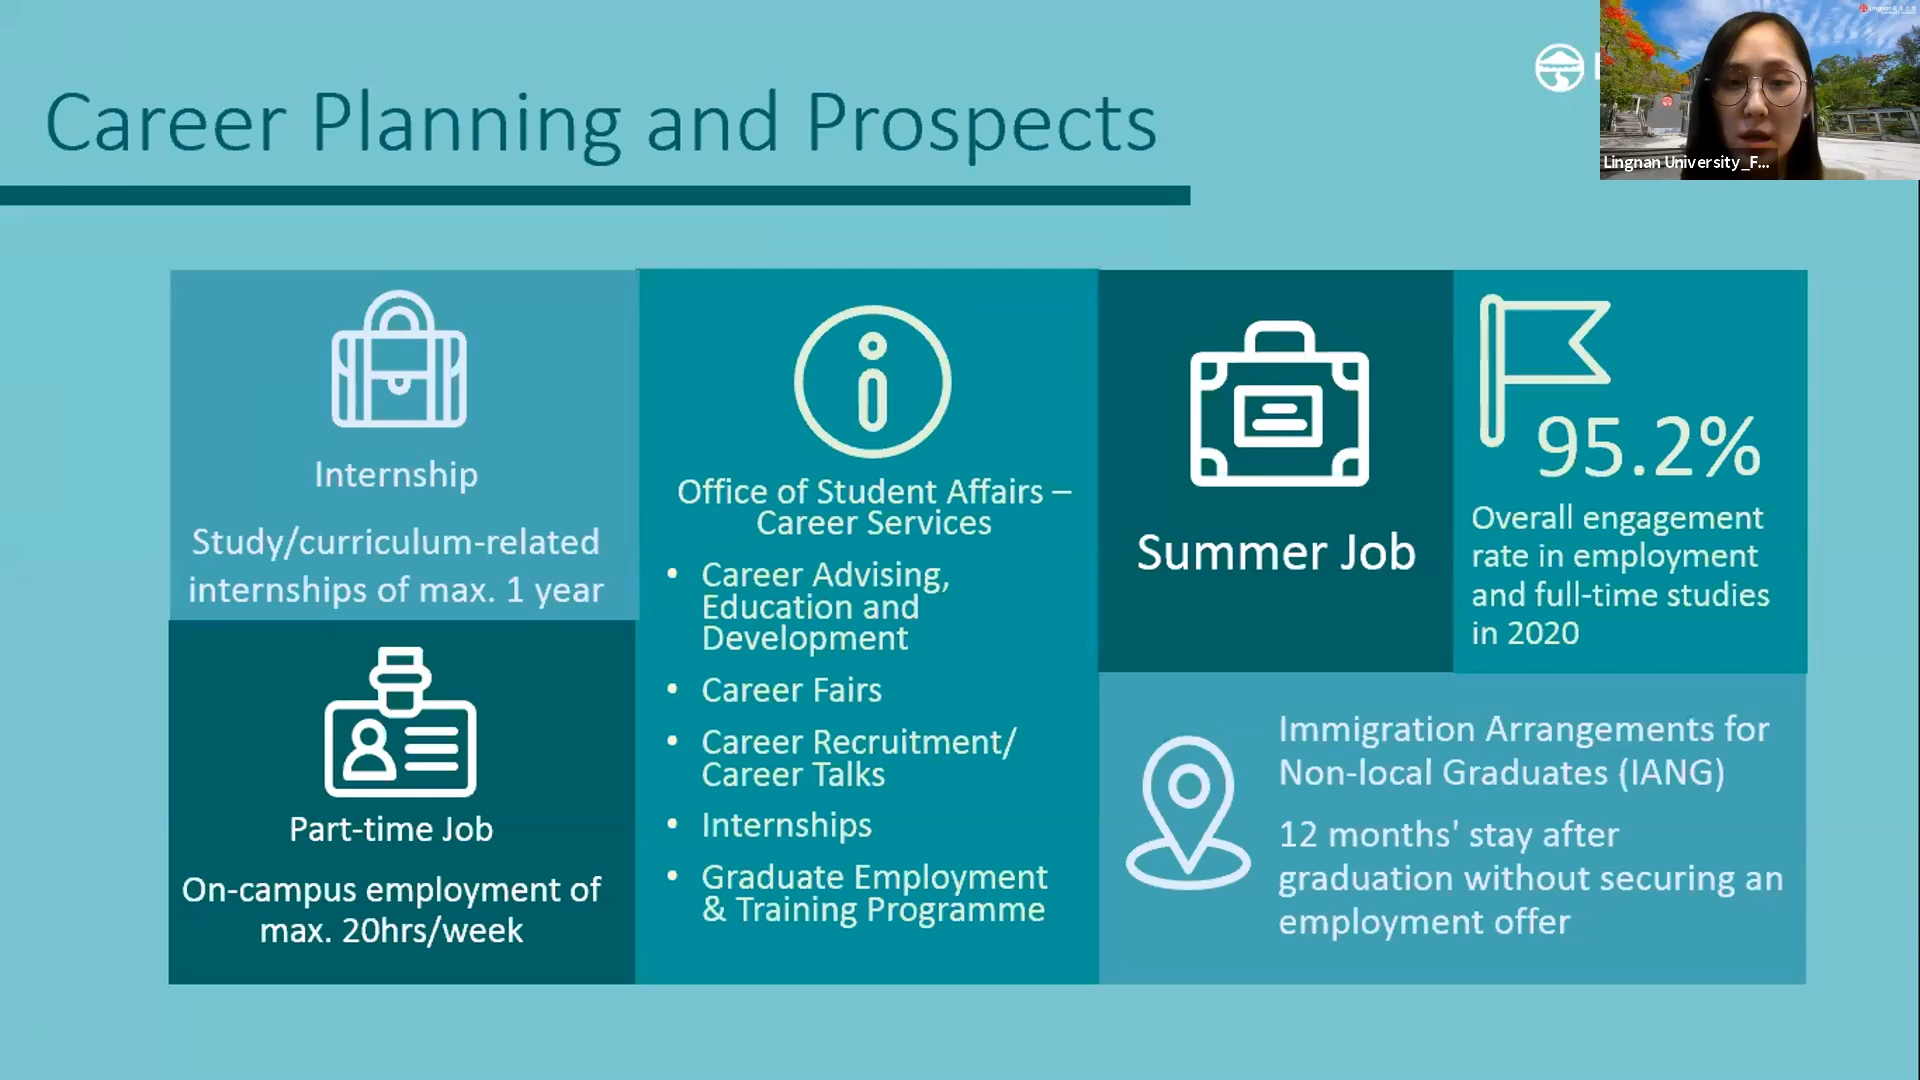 Career Planning and Prospects
Lingnan University_F...
Internship
Study/curriculum-related
internships of max. 1 year
Part-time Job
On-campus employment of
max. 20hrs/week
Office of Student Affairs –
Career Services
• Career Advising,
Education and
Development
• Career Fairs
• Career Recruitment/
Career Talks
• Internships
• Graduate Employment
& Training Programme
Summer Job
95.2%
Overall engagement
rate in employment
and full-time studies
in 2020
Immigration Arrangements for
Non-local Graduates (IANG)
12 months' stay after
graduation without securing an
employment offer